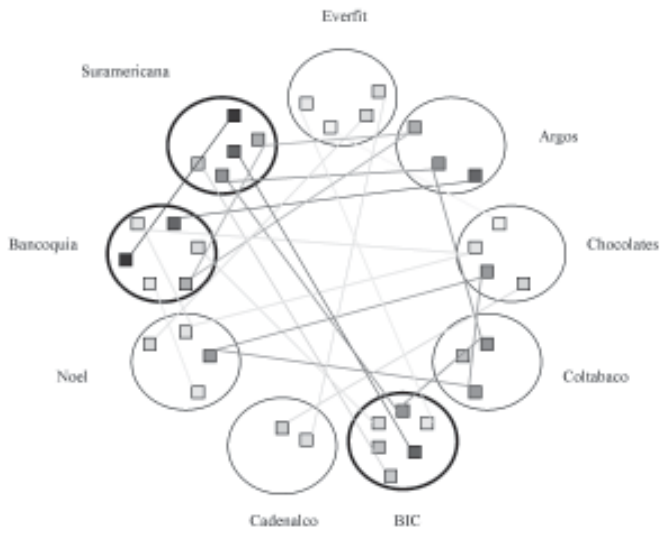 Everfit
Suramericana
Argos
Bancoquia
Chocolates
Noel
Coltabaco
Cadenalco
BIC